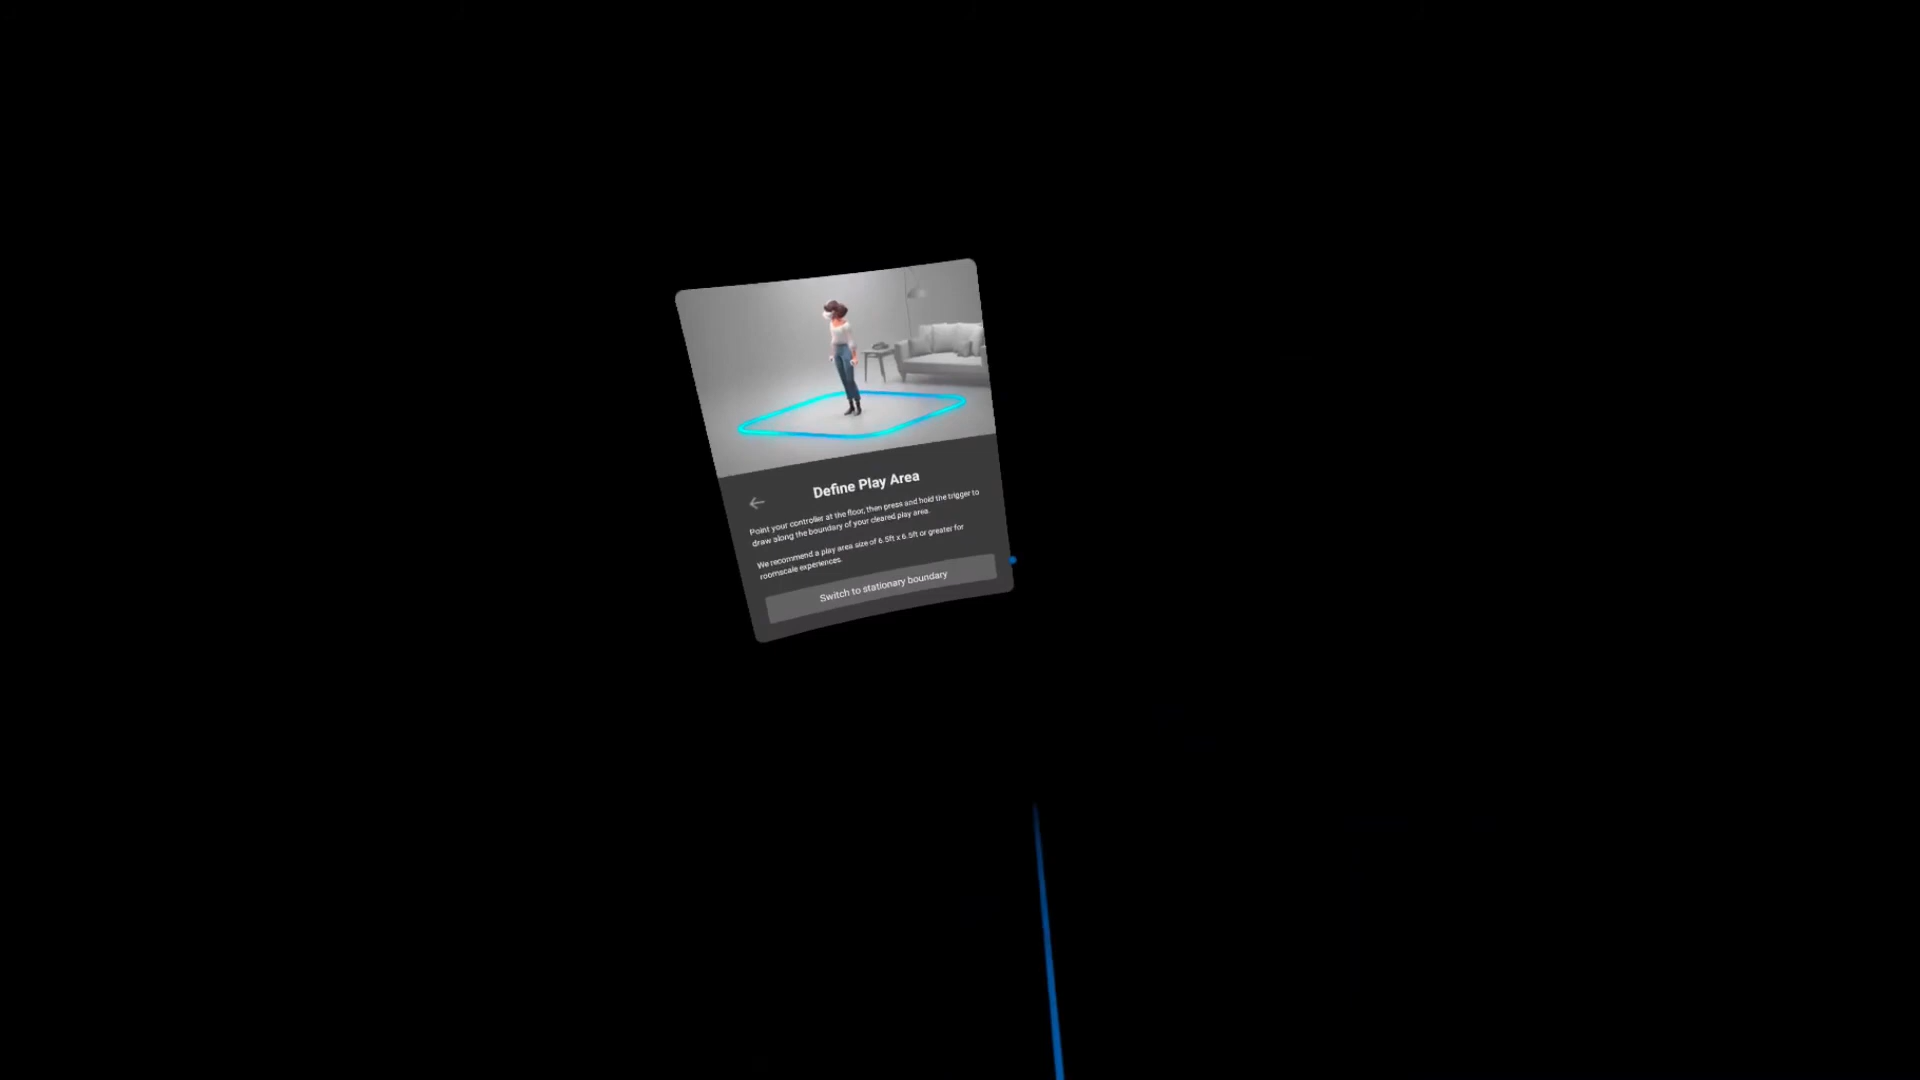 Define Play Area
Point your controller at the floor, then press and hold the trigger to
draw along the boundary of your cleared play area.
We recommend a play area size of 6.5ft x 6.5ft or greater for
roomscale experiences.
Switch to stationary boundary